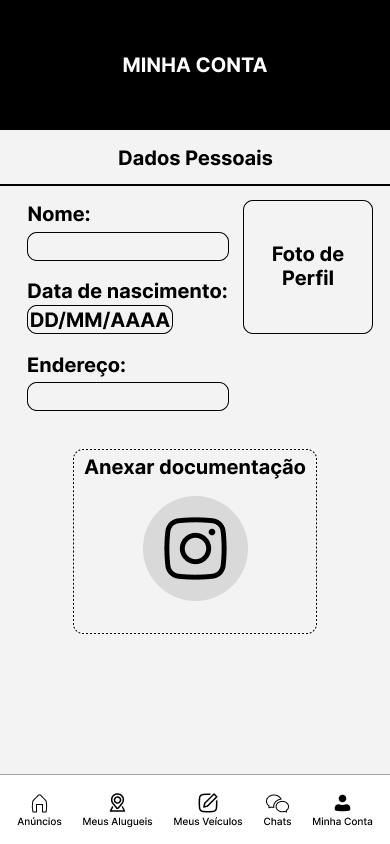 MINHA CONTA
Dados Pessoais
Nome:
Foto de
Perfil
Data de nascimento:
DD/MM/AAAA
Endereço:
Anexar documentação
Anúncios
Meus Alugueis
Meus Veículos
Chats
Minha Conta